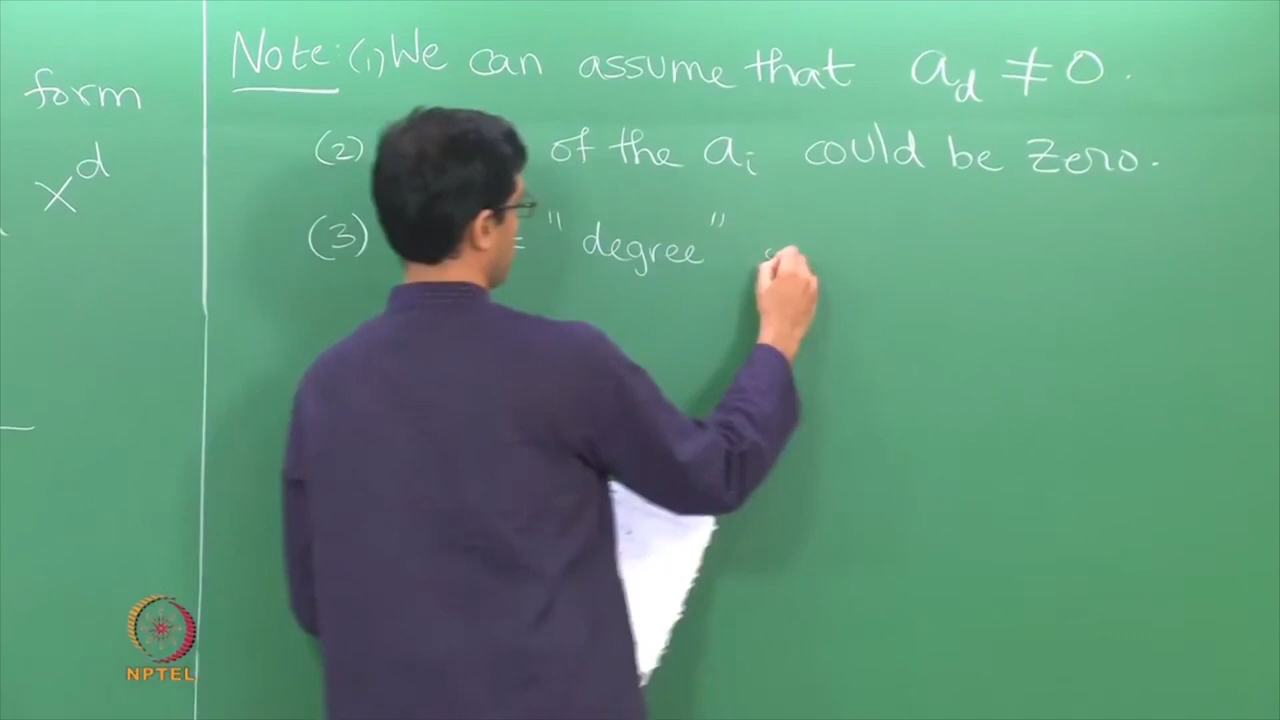 form
x^d
Note: (1) We can assume that a_d ≠ 0.
(2) of the a_i could be zero.
(3) = "degree"
NPTEL